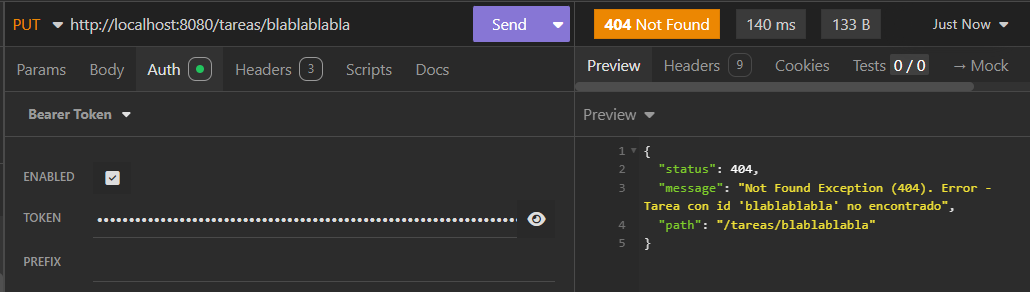 PUT http://localhost:8080/tareas/blablablabla Send
404 Not Found 140 ms 133 B Just Now
Params Body Auth Headers 3 Scripts Docs
Preview Headers 9 Cookies Tests 0 / 0 → Mock
Bearer Token
Preview
ENABLED
TOKEN ••••••••••••••••••••••••••••••••••••••••••••••••••••••••••••••••
PREFIX
1 {
2 "status": 404,
3 "message": "Not Found Exception (404). Error -
Tarea con id 'blablablabla' no encontrado",
4 "path": "/tareas/blablablabla"
5 }